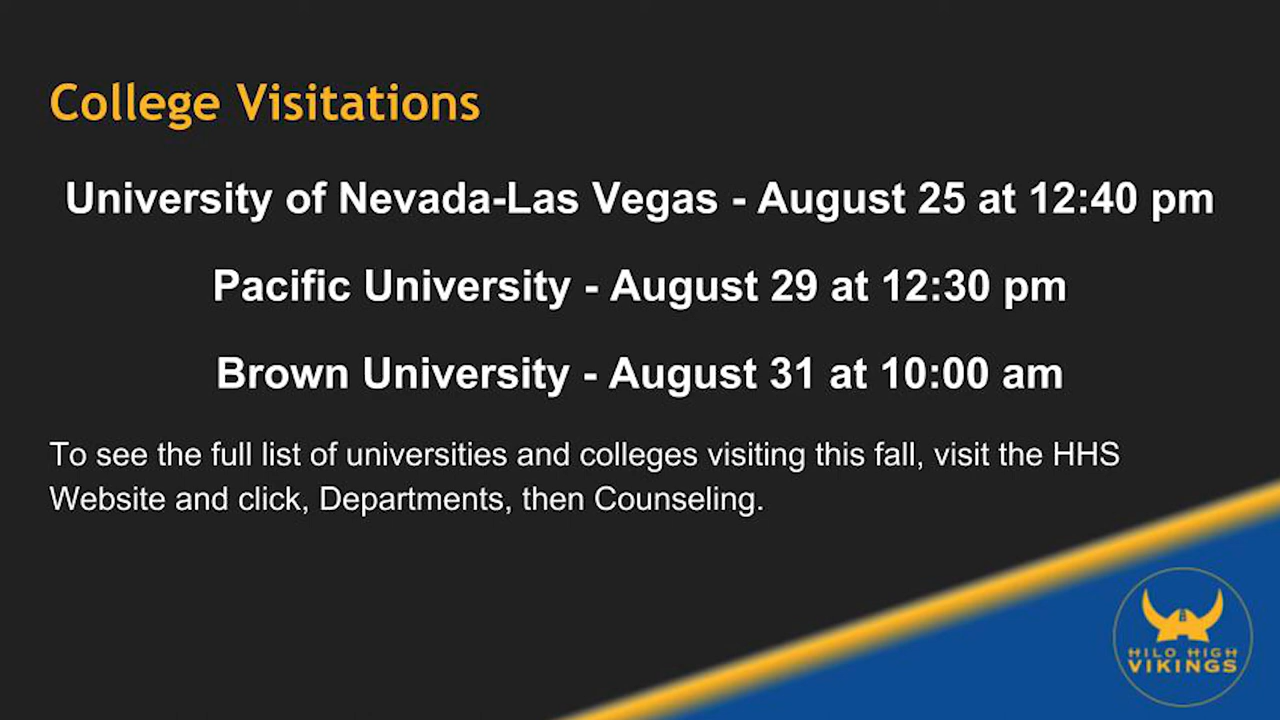 College Visitations
University of Nevada-Las Vegas - August 25 at 12:40 pm
Pacific University - August 29 at 12:30 pm
Brown University - August 31 at 10:00 am
To see the full list of universities and colleges visiting this fall, visit the HHS
Website and click, Departments, then Counseling.
HILO HIGH
VIKINGS